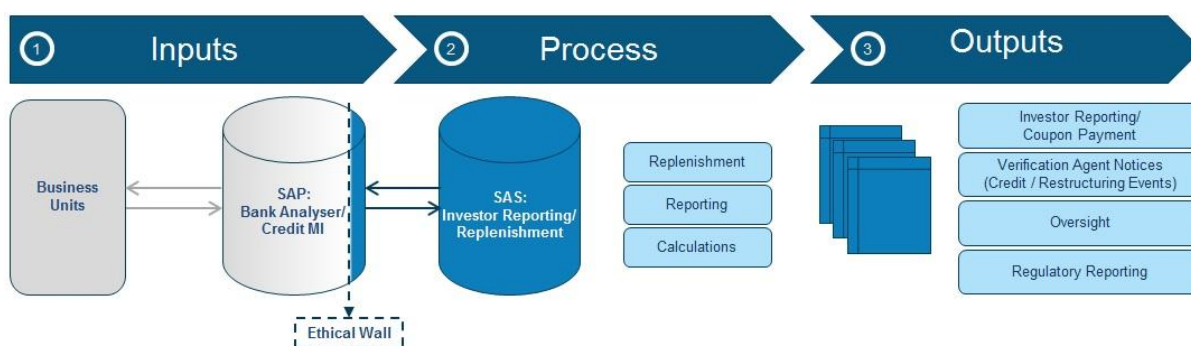 1
Inputs
2
Process
3
Outputs
Business
Units
SAP:
Bank Analyser/
Credit MI
Ethical Wall
SAS:
Investor Reporting/
Replenishment
Replenishment
Reporting
Calculations
Investor Reporting/
Coupon Payment
Verification Agent Notices
(Credit / Restructuring Events)
Oversight
Regulatory Reporting